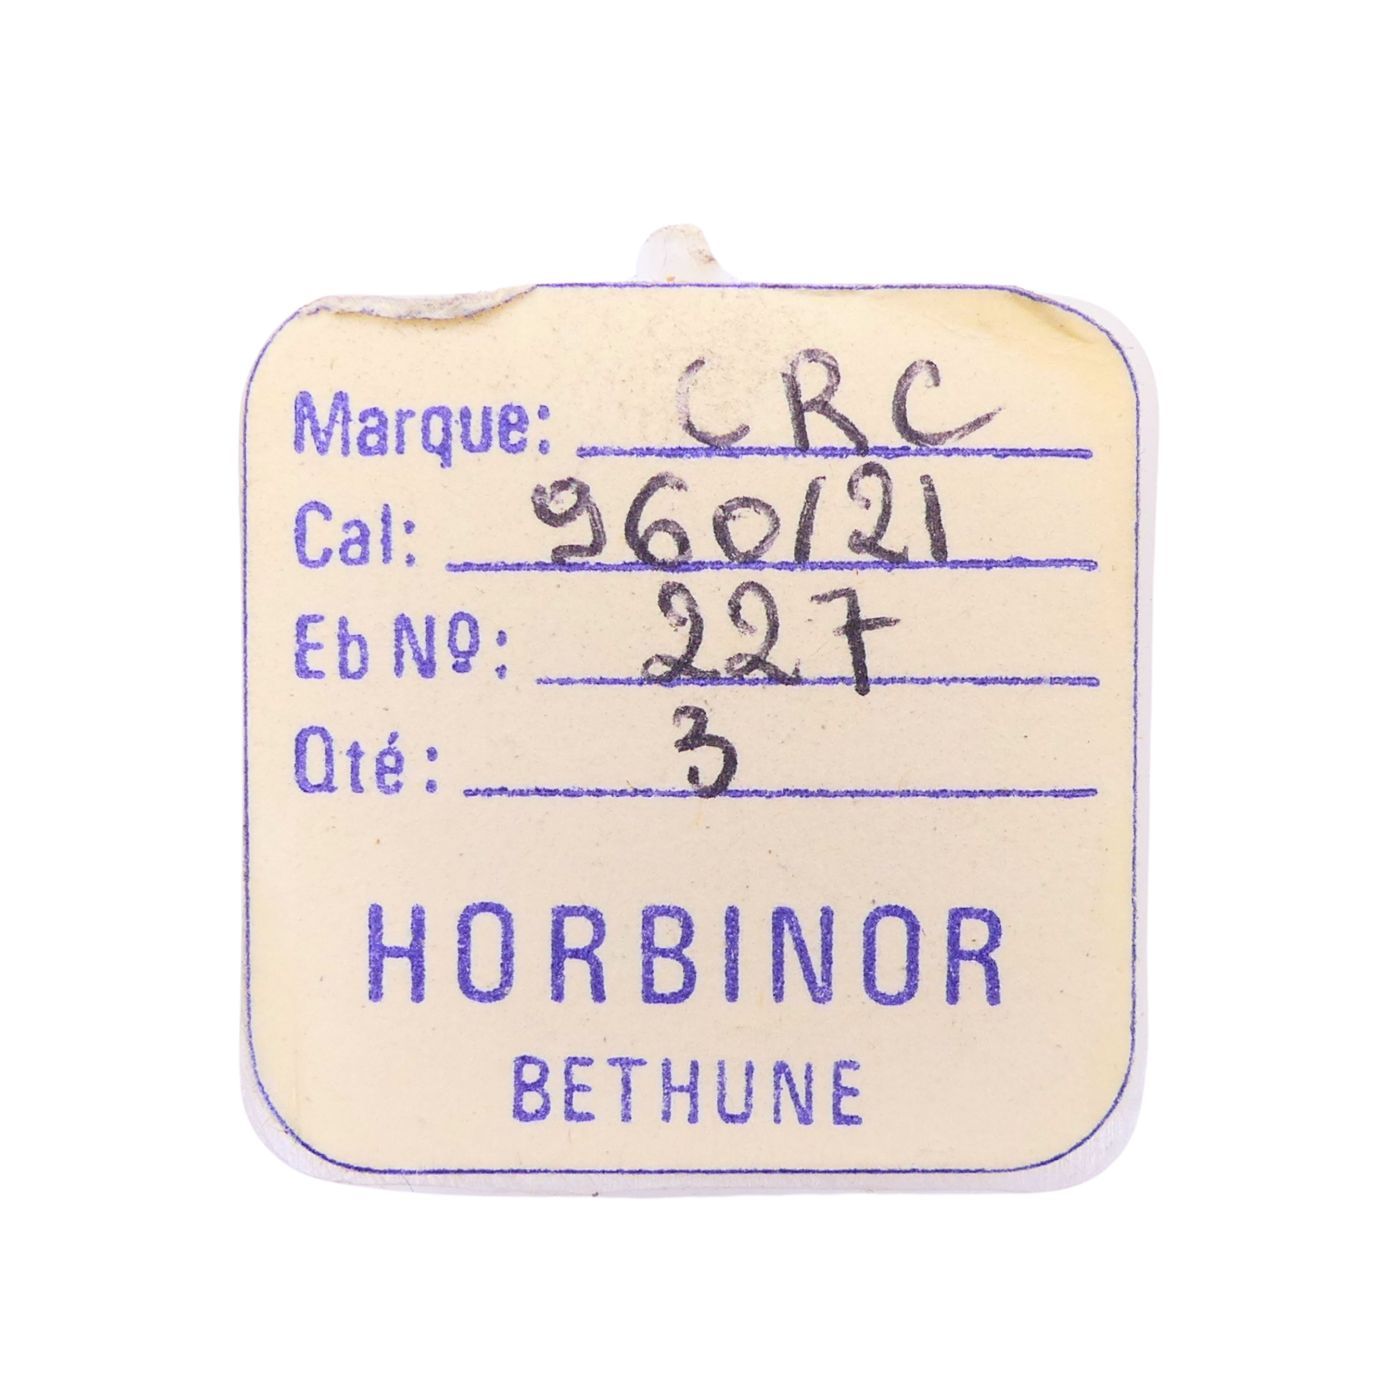 Marque: CRC
Cal: 960/21
Eb Nº: 227
Qté: 3
HORBINOR
BETHUNE